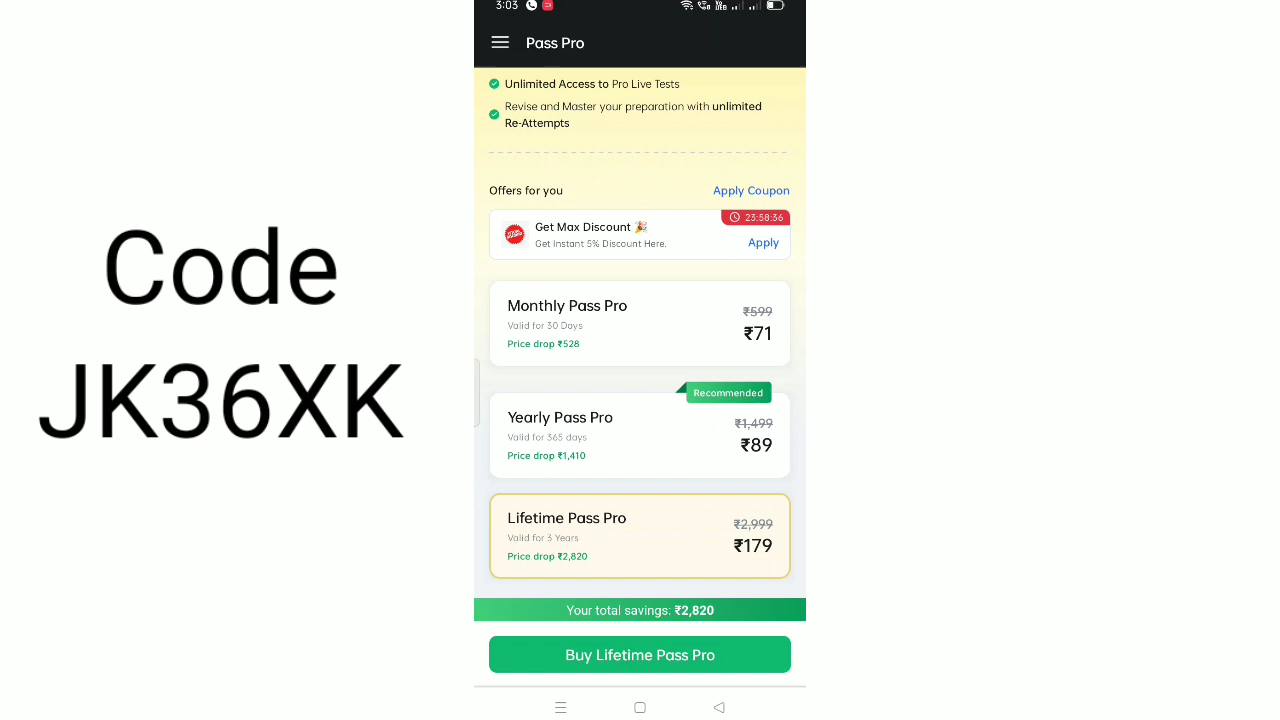 Code
JK36XK
3:03
Pass Pro
Unlimited Access to Pro Live Tests
Revise and Master your preparation with unlimited
Re-Attempts
Offers for you
Apply Coupon
23:58:36
Get Max Discount 🎉
Get Instant 5% Discount Here.
Apply
Monthly Pass Pro
₹599
Valid for 30 Days
₹71
Price drop ₹528
Recommended
Yearly Pass Pro
₹1,499
Valid for 365 days
₹89
Price drop ₹1,410
Lifetime Pass Pro
₹2,999
Valid for 3 Years
₹179
Price drop ₹2,820
Your total savings: ₹2,820
Buy Lifetime Pass Pro